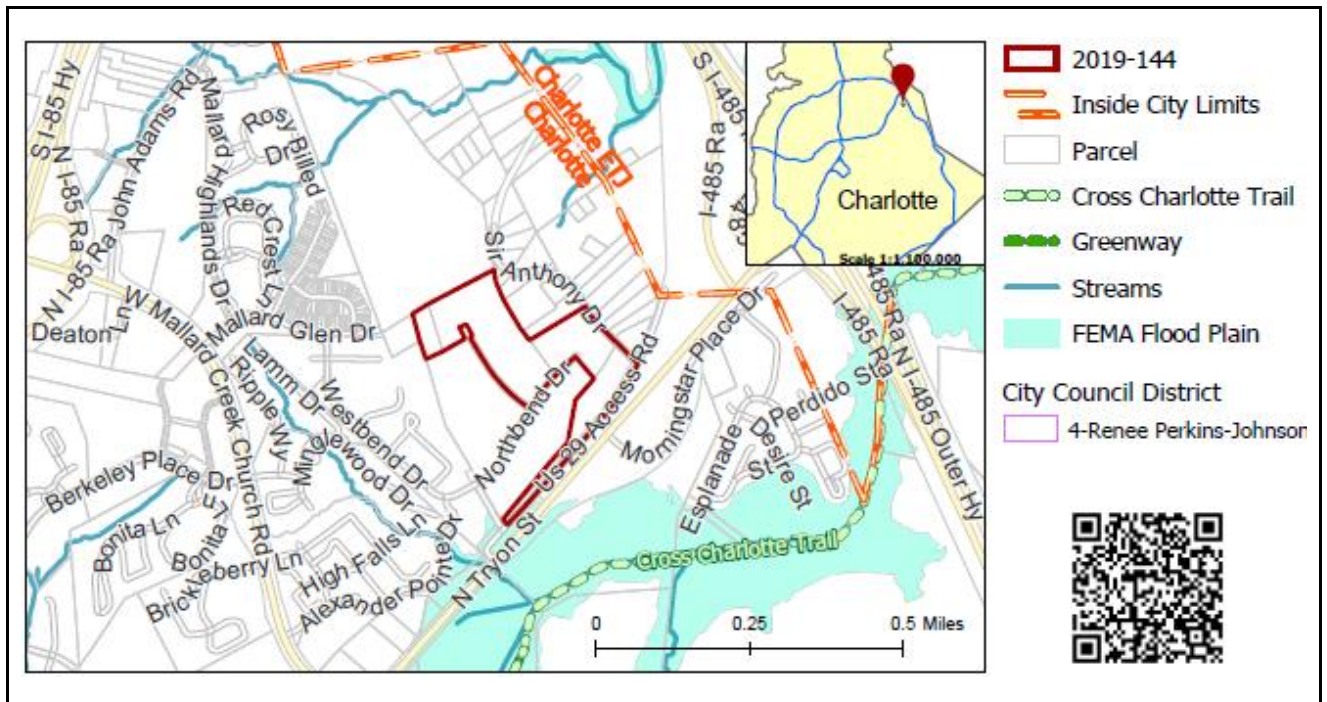 S I-85 Hy
N I-85 Ra
N I-85 Ra
John Adams Rd
Mallard Highlands Dr
Rosy Billed Dr
Red Crest Ln
Mallard Glen Dr
Deaton Ln
W Mallard Creek Church Rd
Lamm Dr
Ripple Wy
Minglewood Dr
Westbend Dr
Berkeley Place Dr
Bonita Ln
Bonita Ln
Brickleberry Ln
High Falls Ln
Alexander Pointe Dr
N Tryon St
Northbend Dr
Us 29 Access Rd
Sir Anthony Dr
Charlotte ETJ
Charlotte
S I-485
I-485 Ra
485
Morningstar Place Dr
Esplanade St
Desire St
Perdido St
I-485 Ra
485 Ra
N I-485 Outer Hy
Cross Charlotte Trail
0 0.25 0.5 Miles
Charlotte
Scale 1:1,100,000
2019-144
Inside City Limits
Parcel
Cross Charlotte Trail
Greenway
Streams
FEMA Flood Plain
City Council District
4-Renee Perkins-Johnson